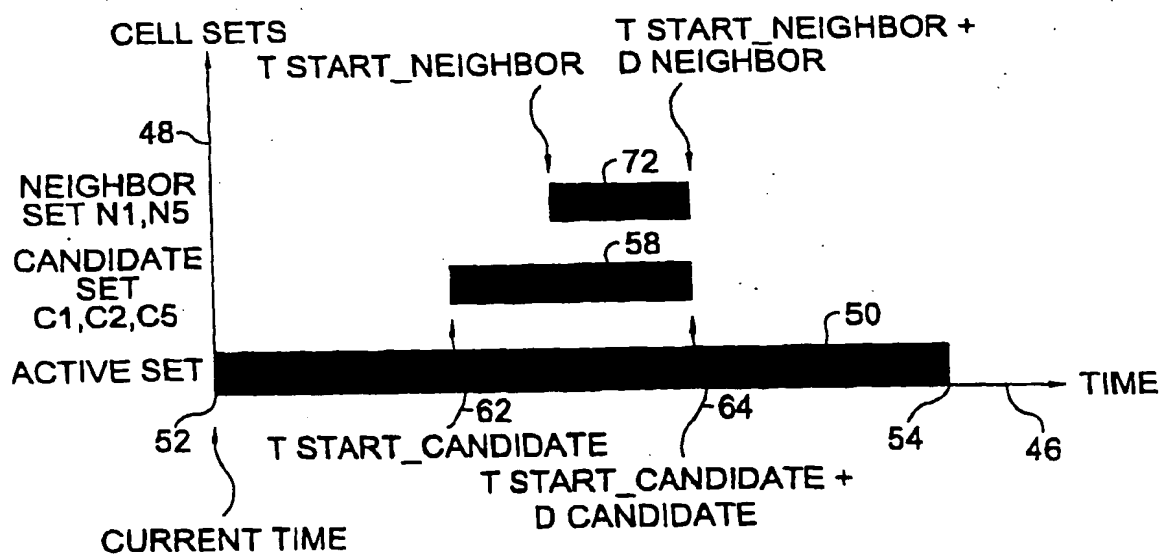 CELL SETS
T START_NEIGHBOR
T START_NEIGHBOR +
D NEIGHBOR
48
72
NEIGHBOR
SET N1,N5
58
CANDIDATE
SET
C1,C2,C5
50
ACTIVE SET
TIME
52
62
64
54
46
T START_CANDIDATE
T START_CANDIDATE +
D CANDIDATE
CURRENT TIME